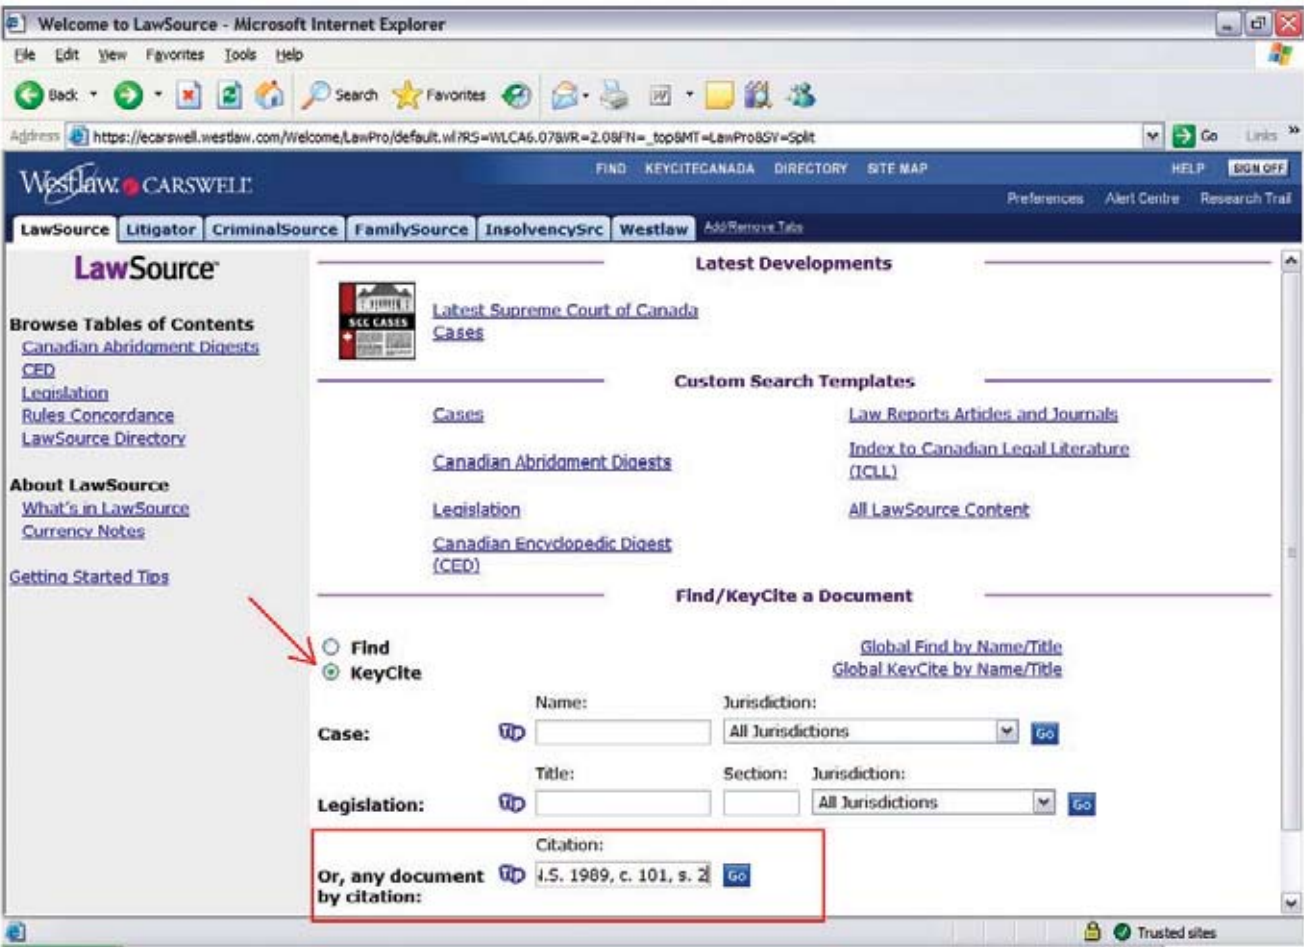 Welcome to LawSource - Microsoft Internet Explorer
File Edit View Favorites Tools Help
Back Search Favorites
Address https://ecarswell.westlaw.com/Welcome/LawPro/default.wl?RS=WLCA6.07&VR=2.0&FN=_top&MT=LawPro&SV=Split Go Links »
Westlaw. CARSWELL FIND KEYCITECANADA DIRECTORY SITE MAP HELP SIGN OFF
Preferences Alert Centre Research Trail
LawSource Litigator CriminalSource FamilySource InsolvencySrc Westlaw Add/Remove Tabs
LawSource
Browse Tables of Contents
Canadian Abridgment Digests
CED
Legislation
Rules Concordance
LawSource Directory
About LawSource
What's in LawSource
Currency Notes
Getting Started Tips
Latest Developments
SCC CASES
Latest Supreme Court of Canada
Cases
Custom Search Templates
Cases Law Reports Articles and Journals
Canadian Abridgment Digests Index to Canadian Legal Literature
(ICLL)
Legislation All LawSource Content
Canadian Encyclopedic Digest
(CED)
Find/KeyCite a Document
Find Global Find by Name/Title
KeyCite Global KeyCite by Name/Title
Name: Jurisdiction:
Case: All Jurisdictions Go
Title: Section: Jurisdiction:
Legislation: All Jurisdictions Go
Citation:
Or, any document .S. 1989, c. 101, s. 2 Go
by citation:
Trusted sites